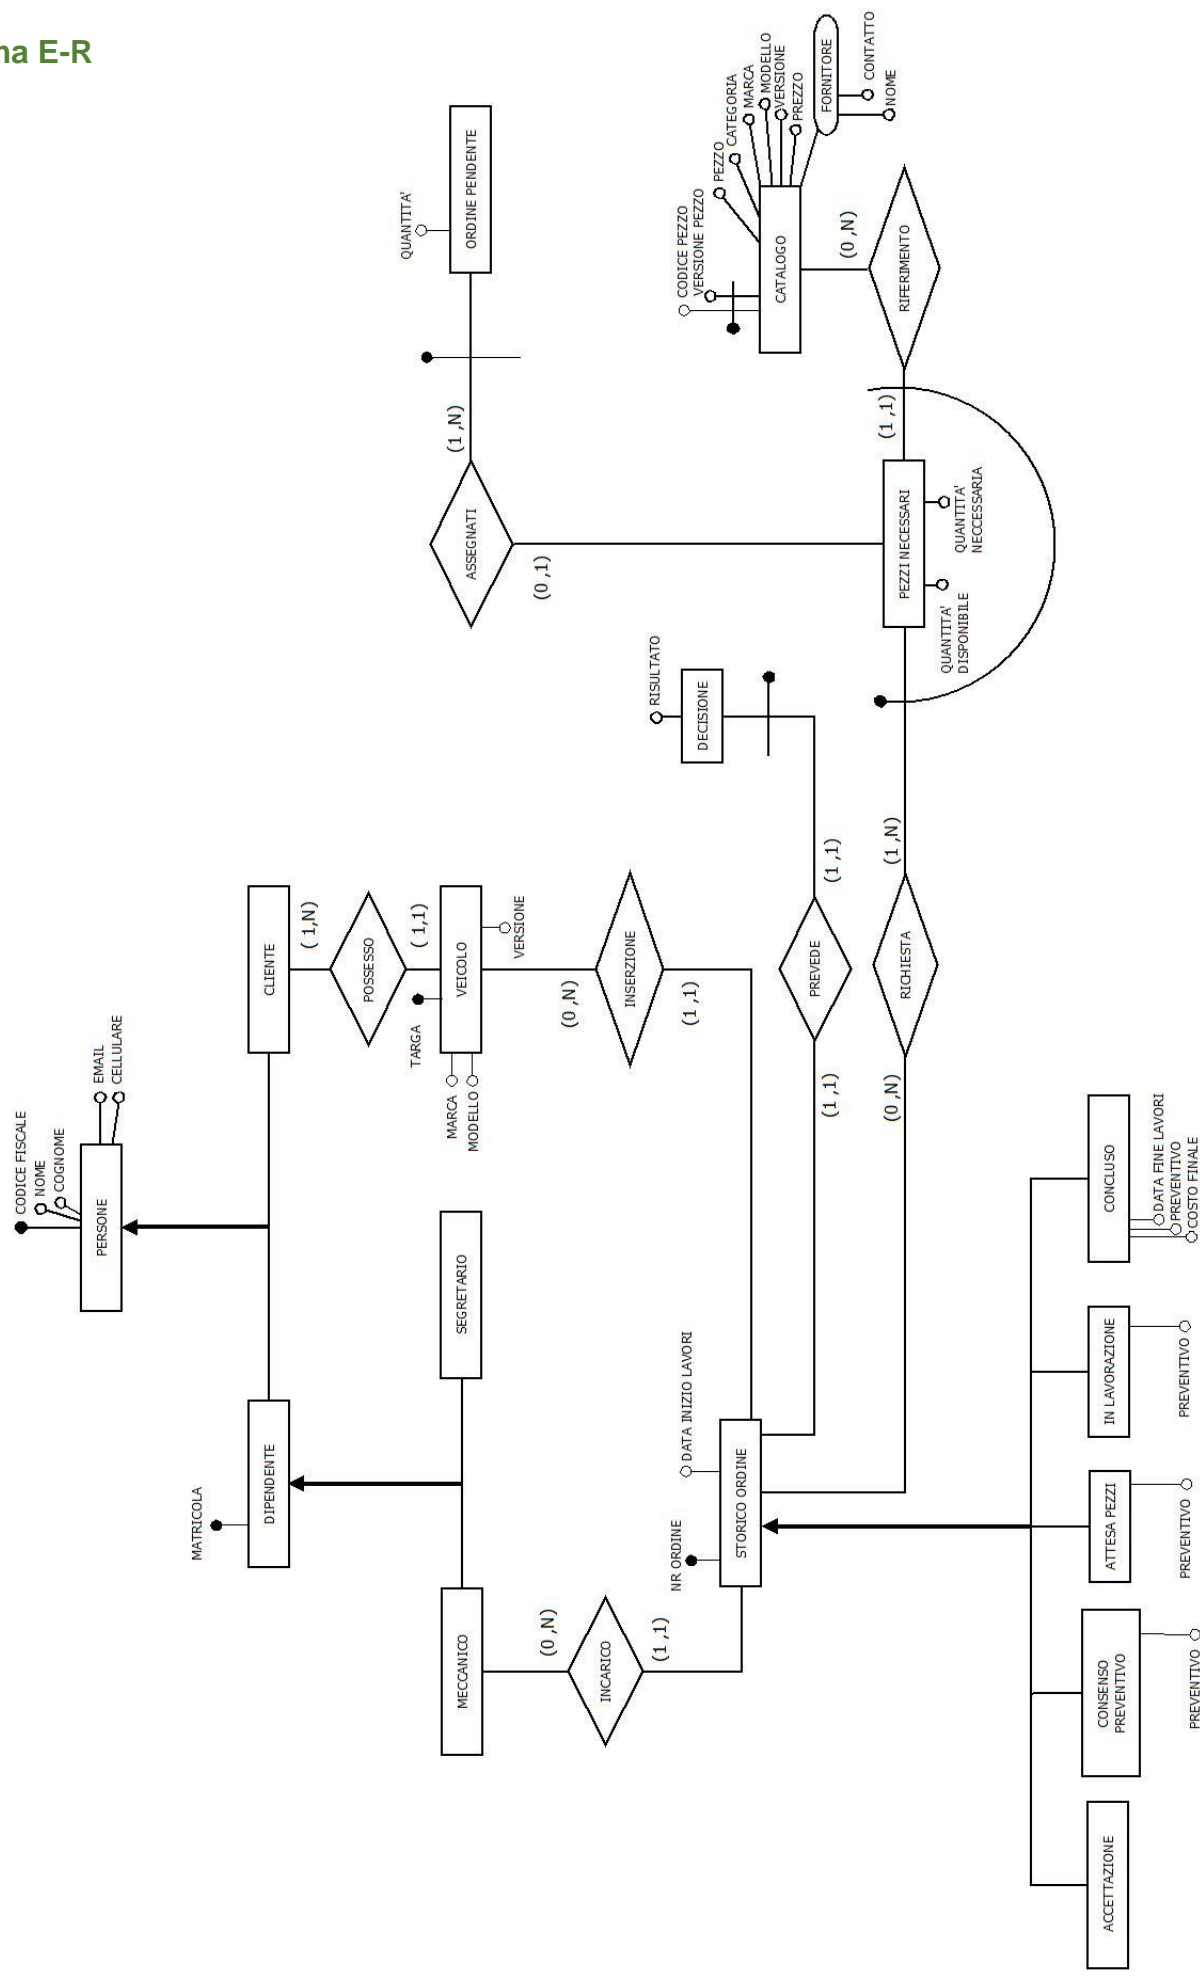 na E-R
CODICE FISCALE
NOME
COGNOME
EMAIL
CELLULARE
PERSONE
MATRICOLA
DIPENDENTE
CLIENTE
( 1,N)
POSSESSO
( 1,1)
TARGA
MARCA
MODELLO
VEICOLO
VERSIONE
MECCANICO
SEGRETARIO
(0 ,N)
INCARICO
(1 ,1)
(0 ,N)
INSERZIONE
(1 ,1)
NR ORDINE
DATA INIZIO LAVORI
STORICO ORDINE
(1 ,1)
PREVEDE
(1 ,1)
RISULTATO
DECISIONE
(0 ,N)
RICHIESTA
(1 ,N)
QUANTITA'
ORDINE PENDENTE
(1 ,N)
ASSEGNATI
(0 ,1)
PEZZI NECESSARI
QUANTITA'
DISPONIBILE
QUANTITA'
NECCESSARIA
(1 ,1)
RIFERIMENTO
(0 ,N)
CODICE PEZZO
VERSIONE PEZZO
PEZZO
CATEGORIA
MARCA
MODELLO
VERSIONE
PREZZO
CATALOGO
FORNITORE
CONTATTO
NOME
ACCETTAZIONE
CONSENSO
PREVENTIVO
PREVENTIVO
ATTESA PEZZI
PREVENTIVO
IN LAVORAZIONE
PREVENTIVO
CONCLUSO
DATA FINE LAVORI
PREVENTIVO
COSTO FINALE